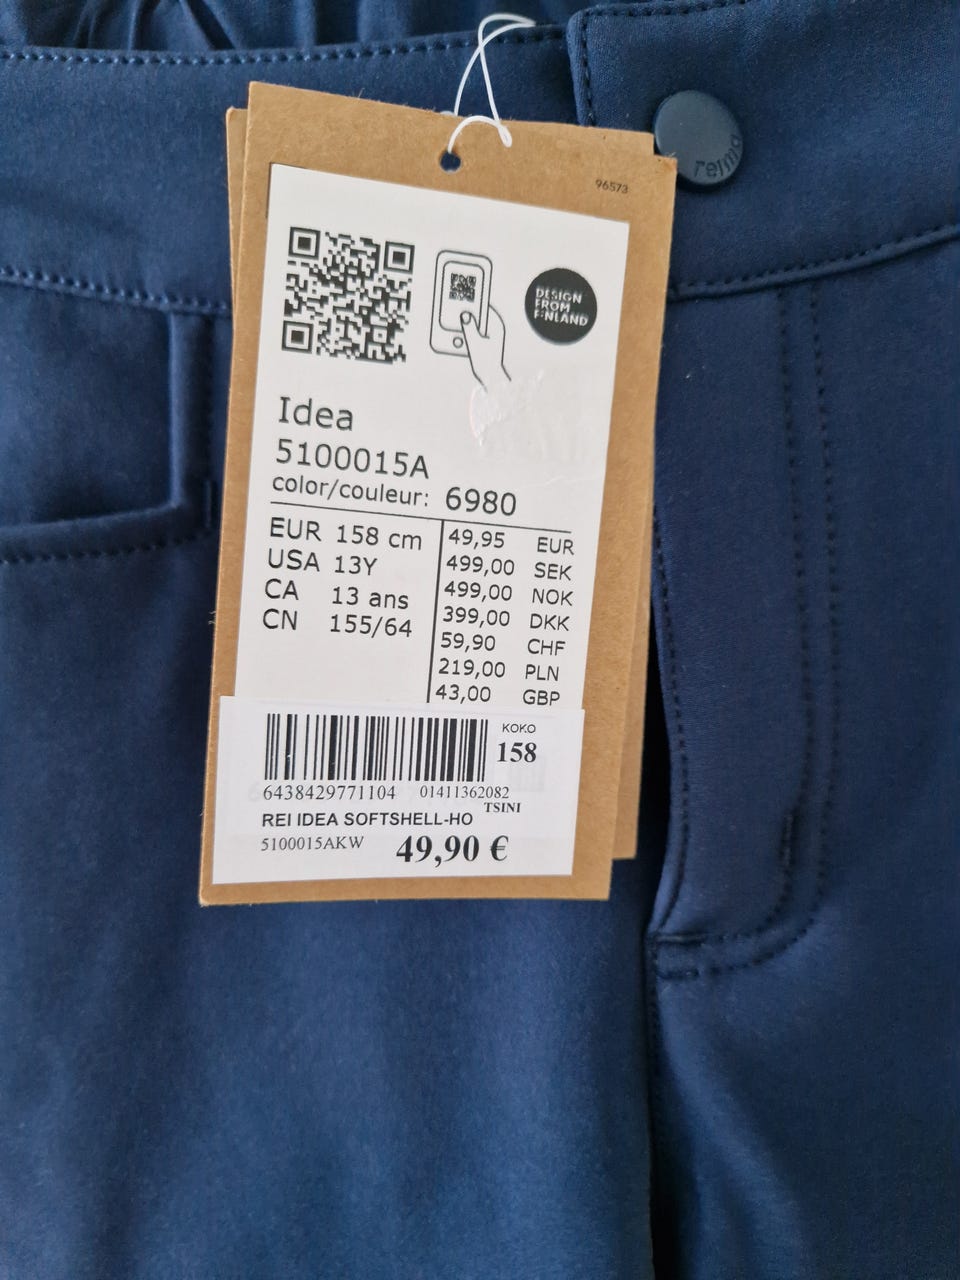 reima
96573
DESIGN
FROM
FINLAND
Idea
5100015A
color/couleur: 6980
EUR 158 cm
USA 13Y
CA 13 ans
CN 155/64
49,95 EUR
499,00 SEK
499,00 NOK
399,00 DKK
59,90 CHF
219,00 PLN
43,00 GBP
KOKO
158
6438429771104 01411362082
TSINI
REI IDEA SOFTSHELL-HO
5100015AKW 49,90 €